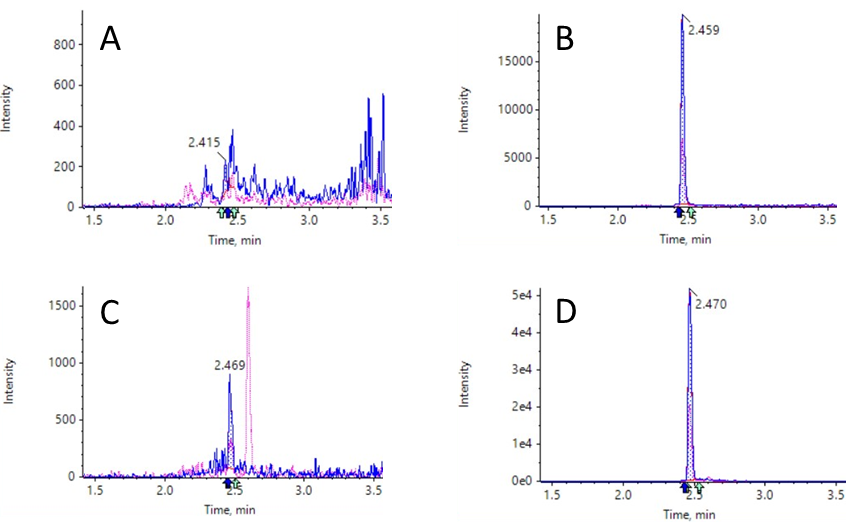 A
800
600
400
200
0
Intensity
2.415
1.5
2.0
2.5
3.0
3.5
Time, min
B
15000
10000
5000
0
Intensity
2.459
1.5
2.0
2.5
3.0
3.5
Time, min
C
1500
1000
500
0
Intensity
2.469
1.5
2.0
2.5
3.0
3.5
Time, min
D
5e4
4e4
3e4
2e4
1e4
0e0
Intensity
2.470
1.5
2.0
2.5
3.0
3.5
Time, min